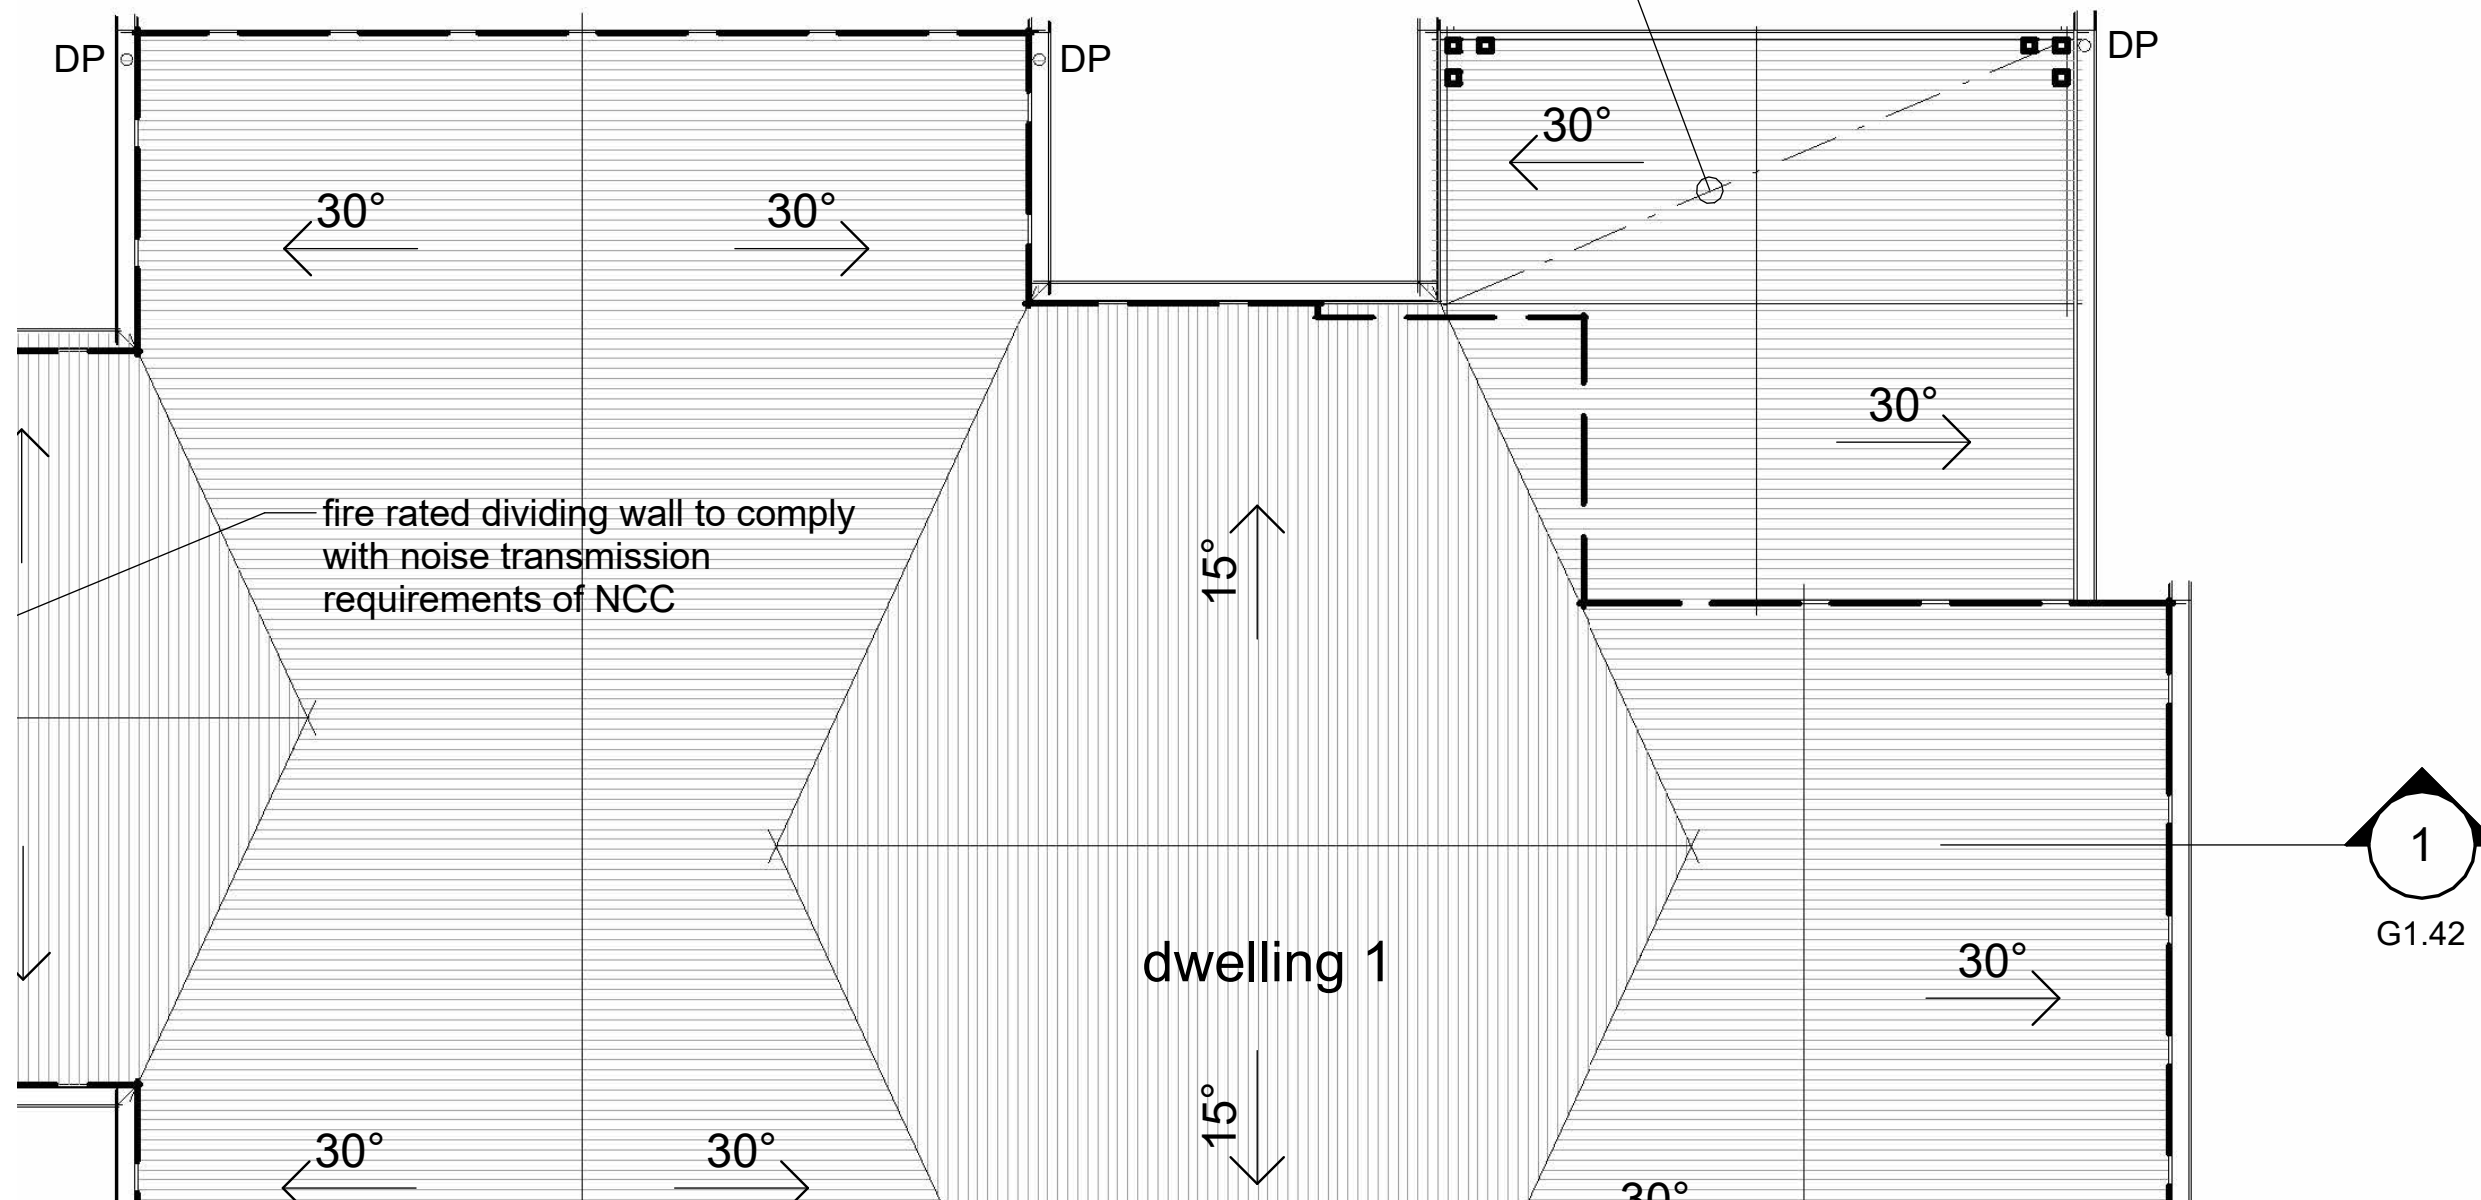 DP
DP
DP
30°
30°
30°
30°
fire rated dividing wall to comply
with noise transmission
requirements of NCC
15°
1
G1.42
dwelling 1
30°
15°
30°
30°
30°